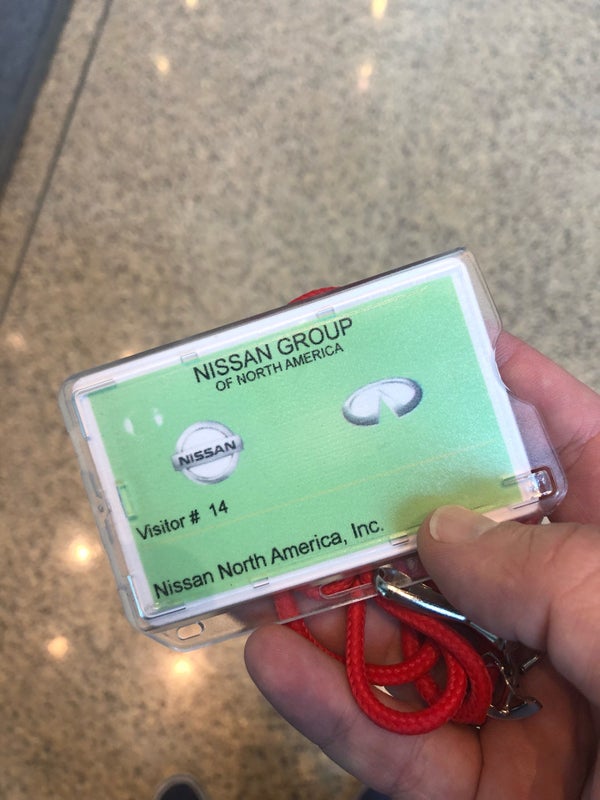 NISSAN GROUP
OF NORTH AMERICA
NISSAN
Visitor # 14
Nissan North America, Inc.